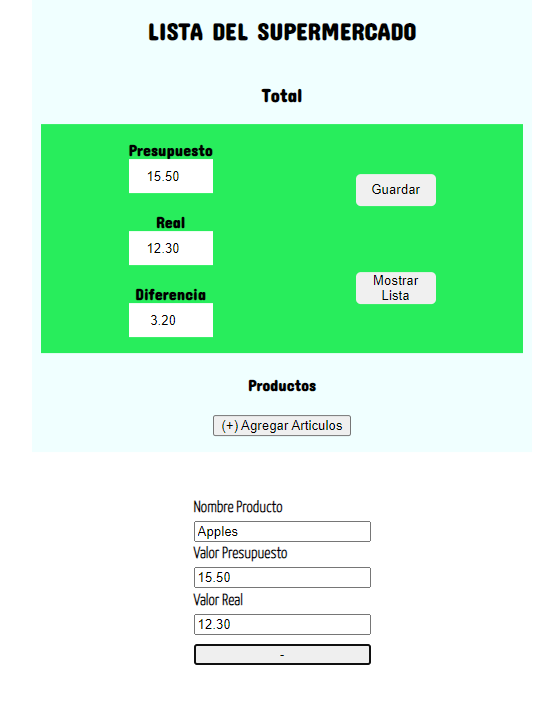 LISTA DEL SUPERMERCADO
Total
Presupuesto
15.50
Real
12.30
Diferencia
3.20
Guardar
Mostrar
Lista
Productos
(+) Agregar Articulos
Nombre Producto
Apples
Valor Presupuesto
15.50
Valor Real
12.30
-